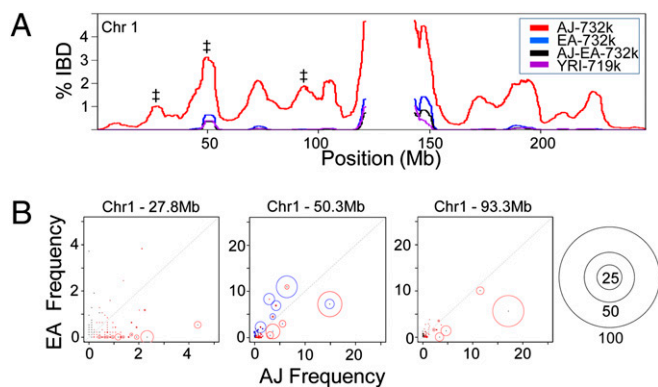 A
Chr 1
AJ-732k
EA-732k
AJ-EA-732k
YRI-719k
‡
‡
‡
% IBD
4
3
2
1
50
100
150
200
Position (Mb)
B
Chr1 - 27.8Mb
Chr1 - 50.3Mb
Chr1 - 93.3Mb
EA Frequency
4
2
0
0
2
4
20
10
0
0
10
20
20
10
0
0
10
20
AJ Frequency
25
50
100